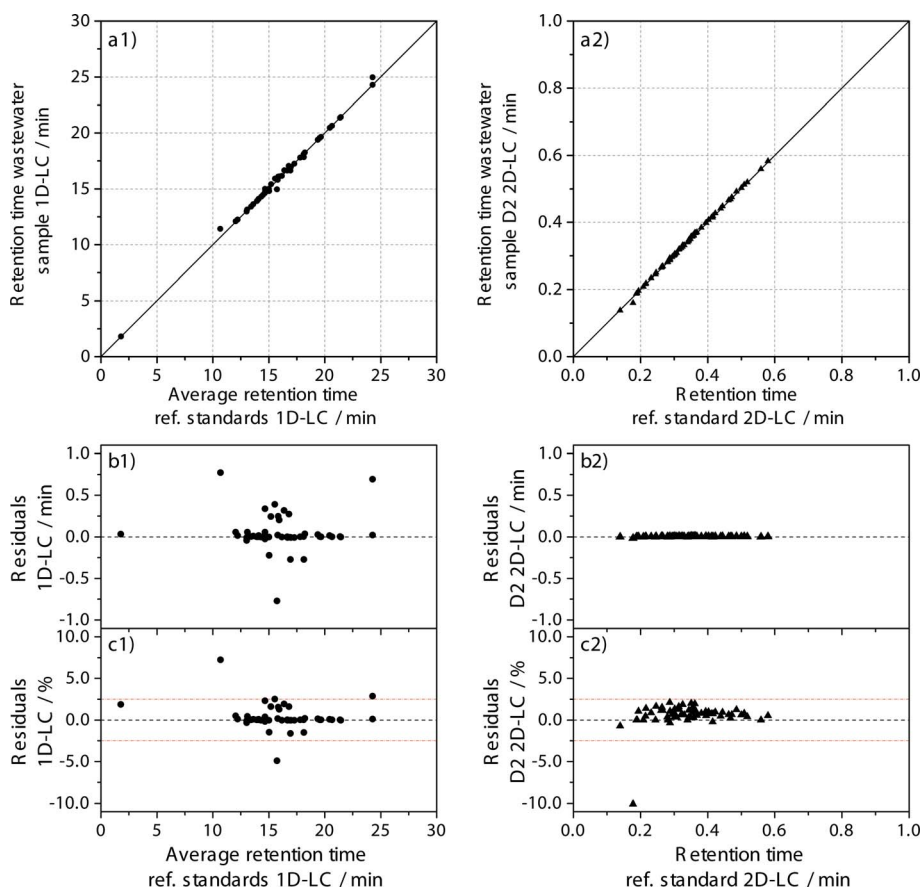 a1)
30
25
20
15
10
5
0
Retention time wastewater
sample 1D-LC / min
0 5 10 15 20 25 30
Average retention time
ref. standards 1D-LC / min
a2)
1.0
0.8
0.6
0.4
0.2
0.0
Retention time wastewater
sample D2 2D-LC / min
0.0 0.2 0.4 0.6 0.8 1.0
Retention time
ref. standard 2D-LC / min
b1)
1.0
0.5
0.0
-0.5
-1.0
Residuals
1D-LC / min
b2)
1.0
0.5
0.0
-0.5
-1.0
Residuals
D2 2D-LC / min
c1)
10.0
5.0
0.0
-5.0
-10.0
Residuals
1D-LC / %
0 5 10 15 20 25 30
Average retention time
ref. standards 1D-LC / min
c2)
10.0
5.0
0.0
-5.0
-10.0
Residuals
D2 2D-LC / %
0.0 0.2 0.4 0.6 0.8 1.0
Retention time
ref. standard 2D-LC / min